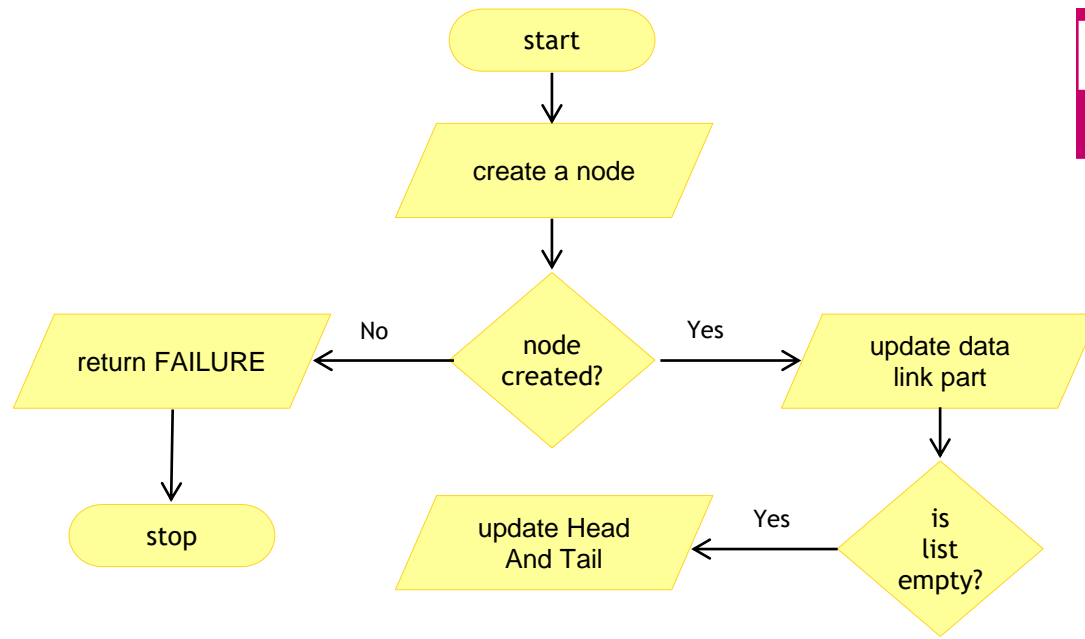 start
create a node
node
created?
No
Yes
return FAILURE
update data
link part
stop
update Head
And Tail
Yes
is
list
empty?